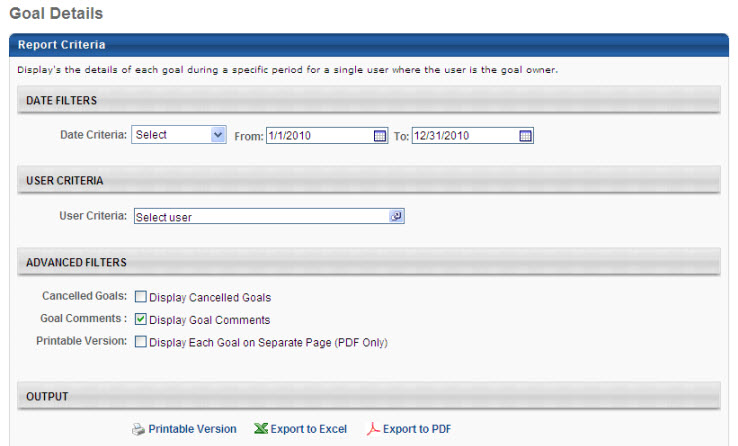 Goal Details
Report Criteria
Display's the details of each goal during a specific period for a single user where the user is the goal owner.
DATE FILTERS
Date Criteria: Select From: 1/1/2010 To: 12/31/2010
USER CRITERIA
User Criteria: Select user
ADVANCED FILTERS
Cancelled Goals: Display Cancelled Goals
Goal Comments : Display Goal Comments
Printable Version: Display Each Goal on Separate Page (PDF Only)
OUTPUT
Printable Version Export to Excel Export to PDF